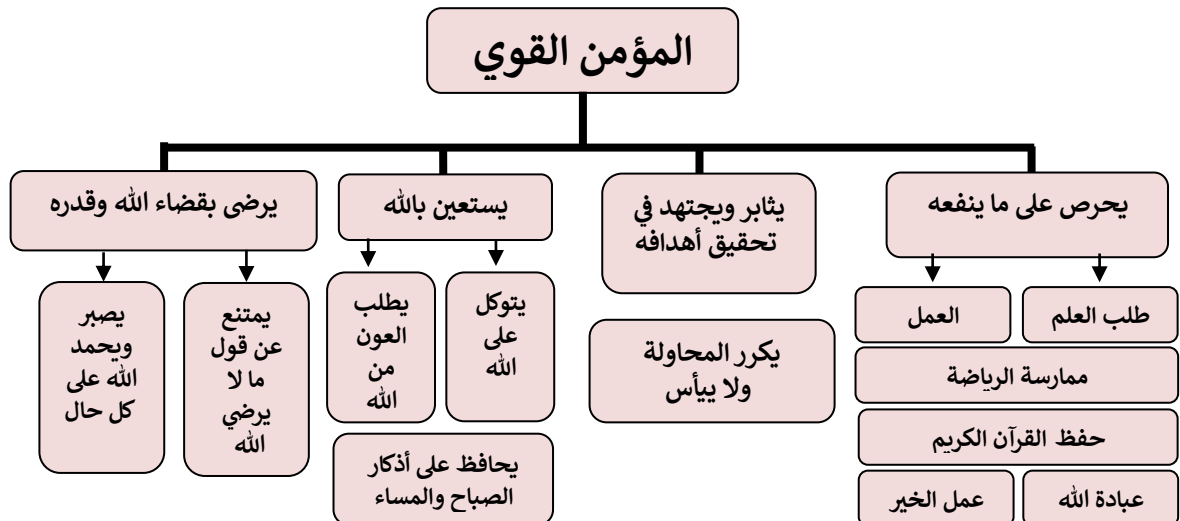 المؤمن القوي
يحرص على ما ينفعه
طلب العلم
العمل
ممارسة الرياضة
حفظ القرآن الكريم
عبادة الله
عمل الخير
يثابر ويجتهد في
تحقيق أهدافه
يكرر المحاولة
ولا ييأس
يستعين بالله
يتوكل
على
الله
يطلب
العون
من
الله
يحافظ على أذكار
الصباح والمساء
يرضى بقضاء الله وقدره
يمتنع
عن قول
ما لا
يرضي
الله
يصبر
ويحمد
الله على
كل حال